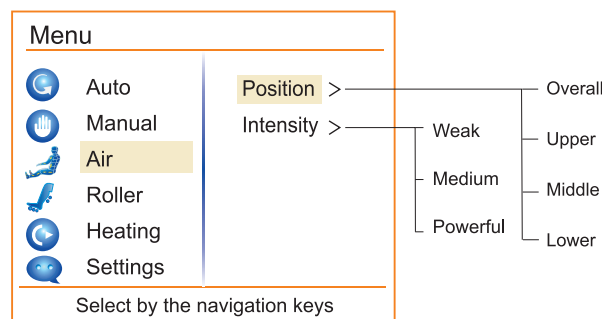 Menu
Auto
Manual
Air
Roller
Heating
Settings
Position >
Intensity >
Weak
Medium
Powerful
Overall
Upper
Middle
Lower
Select by the navigation keys